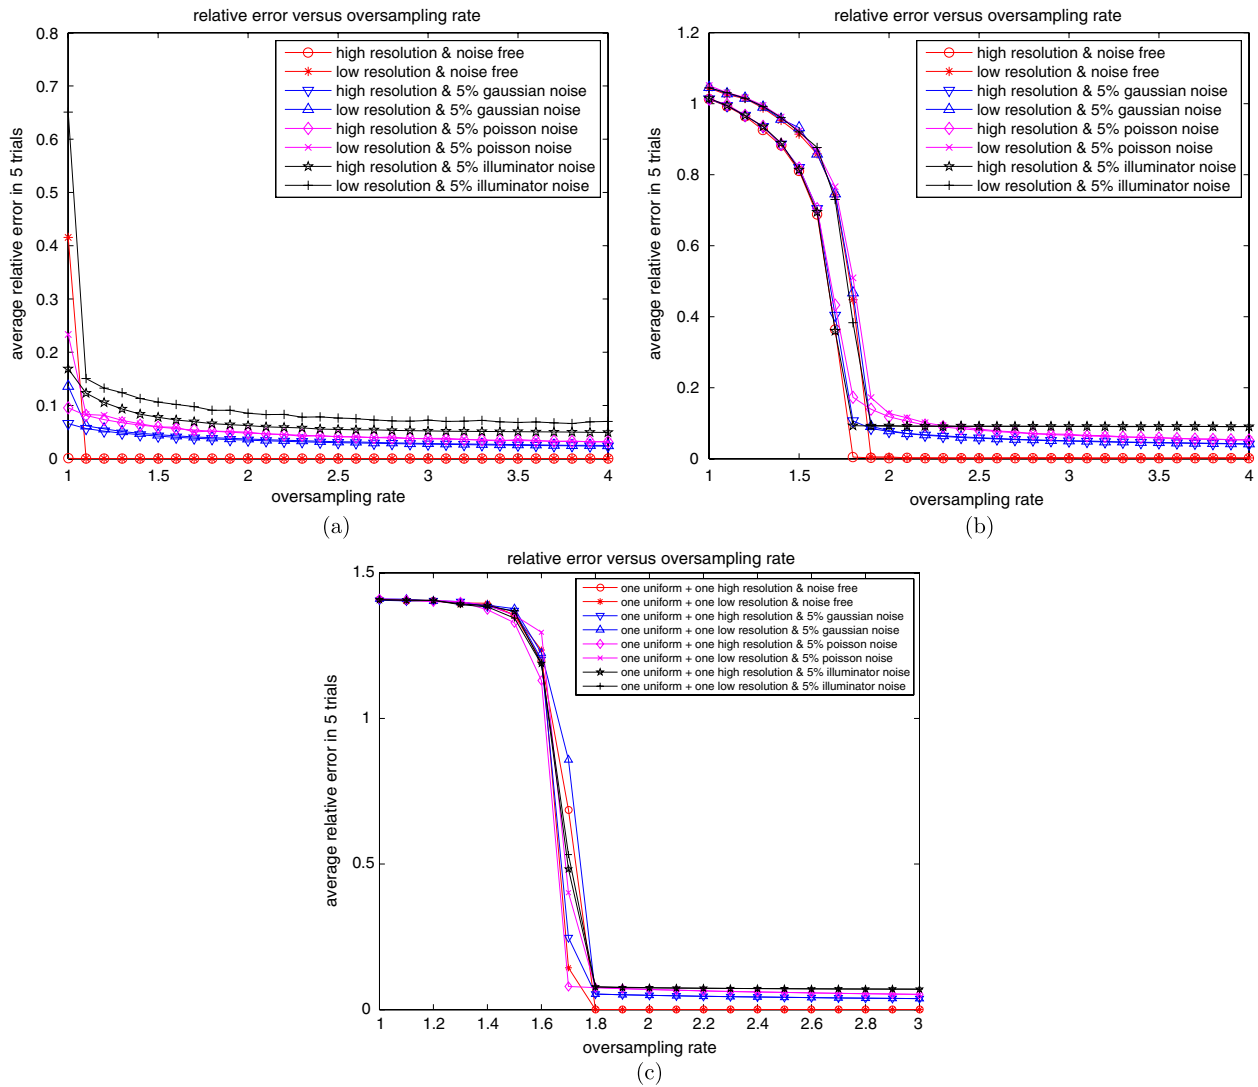 relative error versus oversampling rate
0.8
0.7
0.6
0.5
0.4
0.3
0.2
0.1
0
average relative error in 5 trials
high resolution & noise free
low resolution & noise free
high resolution & 5% gaussian noise
low resolution & 5% gaussian noise
high resolution & 5% poisson noise
low resolution & 5% poisson noise
high resolution & 5% illuminator noise
low resolution & 5% illuminator noise
1 1.5 2 2.5 3 3.5 4
oversampling rate
(a)
relative error versus oversampling rate
1.2
1
0.8
0.6
0.4
0.2
0
average relative error in 5 trials
high resolution & noise free
low resolution & noise free
high resolution & 5% gaussian noise
low resolution & 5% gaussian noise
high resolution & 5% poisson noise
low resolution & 5% poisson noise
high resolution & 5% illuminator noise
low resolution & 5% illuminator noise
1 1.5 2 2.5 3 3.5 4
oversampling rate
(b)
relative error versus oversampling rate
1.5
1
0.5
0
average relative error in 5 trials
one uniform + one high resolution & noise free
one uniform + one low resolution & noise free
one uniform + one high resolution & 5% gaussian noise
one uniform + one low resolution & 5% gaussian noise
one uniform + one high resolution & 5% poisson noise
one uniform + one low resolution & 5% poisson noise
one uniform + one high resolution & 5% illuminator noise
one uniform + one low resolution & 5% illuminator noise
1 1.2 1.4 1.6 1.8 2 2.2 2.4 2.6 2.8 3
oversampling rate
(c)